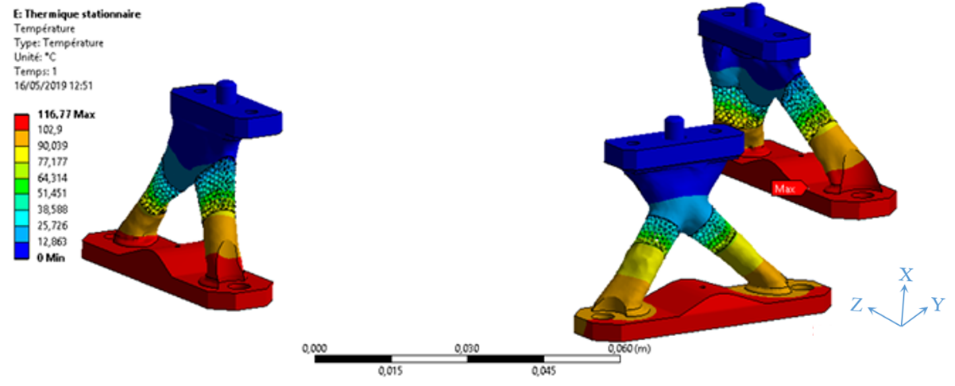 E: Thermique stationnaire
Température
Type: Température
Unité: °C
Temps: 1
16/05/2019 12:51
116,77 Max
102,9
90,039
77,177
64,314
51,451
38,588
25,726
12,863
0 Min
Max
X
Z
Y
0,000
0,030
0,060 (m)
0,015
0,045